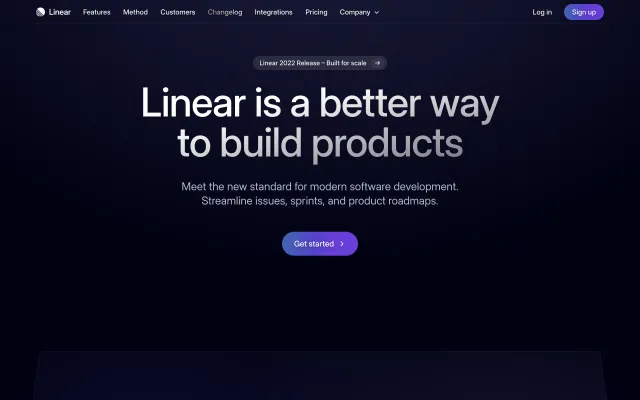 Linear Features Method Customers Changelog Integrations Pricing Company Log in Sign up
Linear 2022 Release – Built for scale →
Linear is a better way
to build products
Meet the new standard for modern software development.
Streamline issues, sprints, and product roadmaps.
Get started